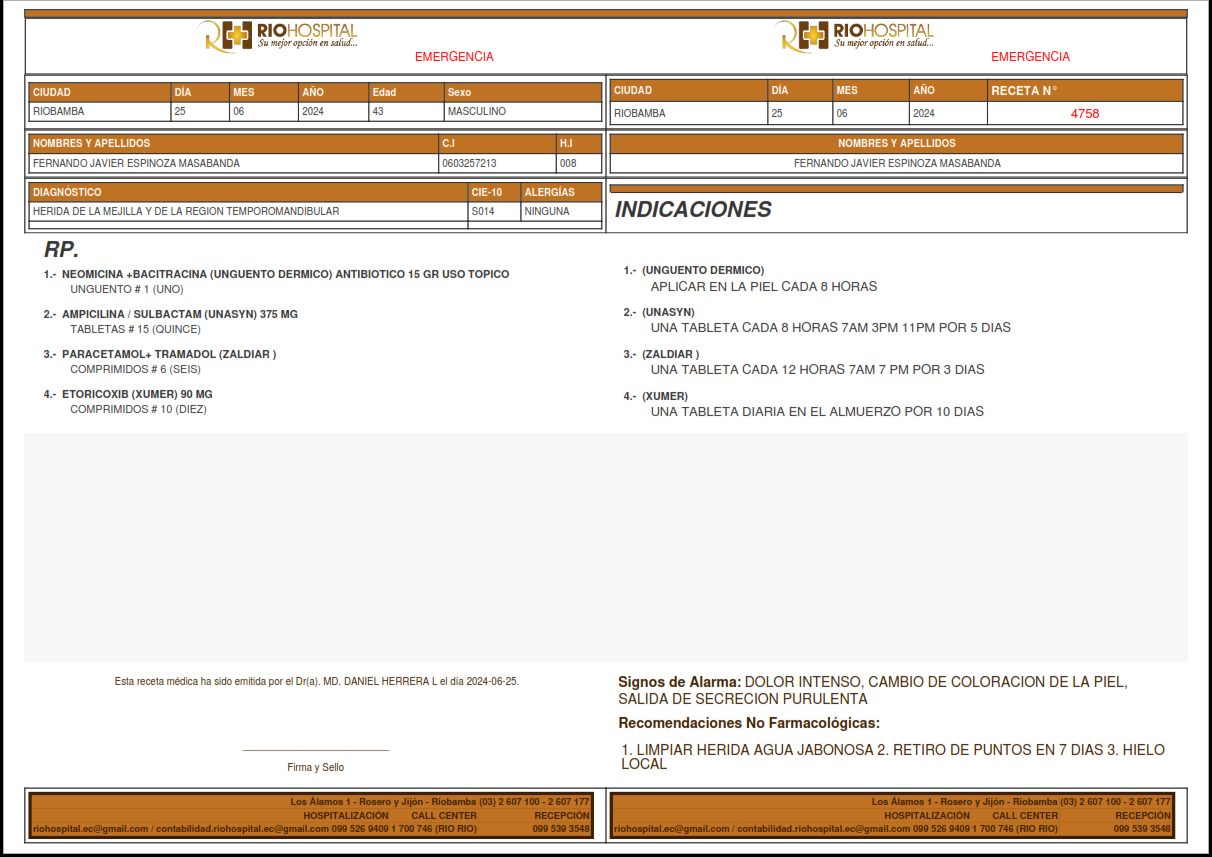 RIOHOSPITAL
Su mejor opción en salud...
EMERGENCIA
CIUDAD DÍA MES AÑO Edad Sexo
RIOBAMBA 25 06 2024 43 MASCULINO
NOMBRES Y APELLIDOS C.I H.I
FERNANDO JAVIER ESPINOZA MASABANDA 0603257213 008
DIAGNÓSTICO CIE-10 ALERGÍAS
HERIDA DE LA MEJILLA Y DE LA REGION TEMPOROMANDIBULAR S014 NINGUNA
RP.
1.- NEOMICINA +BACITRACINA (UNGUENTO DERMICO) ANTIBIOTICO 15 GR USO TOPICO
UNGUENTO # 1 (UNO)
2.- AMPICILINA / SULBACTAM (UNASYN) 375 MG
TABLETAS # 15 (QUINCE)
3.- PARACETAMOL+ TRAMADOL (ZALDIAR )
COMPRIMIDOS # 6 (SEIS)
4.- ETORICOXIB (XUMER) 90 MG
COMPRIMIDOS # 10 (DIEZ)
Esta receta médica ha sido emitida por el Dr(a). MD. DANIEL HERRERA L el día 2024-06-25.
Firma y Sello
Los Álamos 1 - Rosero y Jijón - Riobamba (03) 2 607 100 - 2 607 177
HOSPITALIZACIÓN CALL CENTER RECEPCIÓN
riohospital.ec@gmail.com / contabilidad.riohospital.ec@gmail.com 099 526 9409 1 700 746 (RIO RIO) 099 539 3548
RIOHOSPITAL
Su mejor opción en salud...
EMERGENCIA
CIUDAD DÍA MES AÑO RECETA N°
RIOBAMBA 25 06 2024 4758
NOMBRES Y APELLIDOS
FERNANDO JAVIER ESPINOZA MASABANDA
INDICACIONES
1.- (UNGUENTO DERMICO)
APLICAR EN LA PIEL CADA 8 HORAS
2.- (UNASYN)
UNA TABLETA CADA 8 HORAS 7AM 3PM 11PM POR 5 DIAS
3.- (ZALDIAR )
UNA TABLETA CADA 12 HORAS 7AM 7 PM POR 3 DIAS
4.- (XUMER)
UNA TABLETA DIARIA EN EL ALMUERZO POR 10 DIAS
Signos de Alarma: DOLOR INTENSO, CAMBIO DE COLORACION DE LA PIEL,
SALIDA DE SECRECION PURULENTA
Recomendaciones No Farmacológicas:
1. LIMPIAR HERIDA AGUA JABONOSA 2. RETIRO DE PUNTOS EN 7 DIAS 3. HIELO
LOCAL
Los Álamos 1 - Rosero y Jijón - Riobamba (03) 2 607 100 - 2 607 177
HOSPITALIZACIÓN CALL CENTER RECEPCIÓN
riohospital.ec@gmail.com / contabilidad.riohospital.ec@gmail.com 099 526 9409 1 700 746 (RIO RIO) 099 539 3548